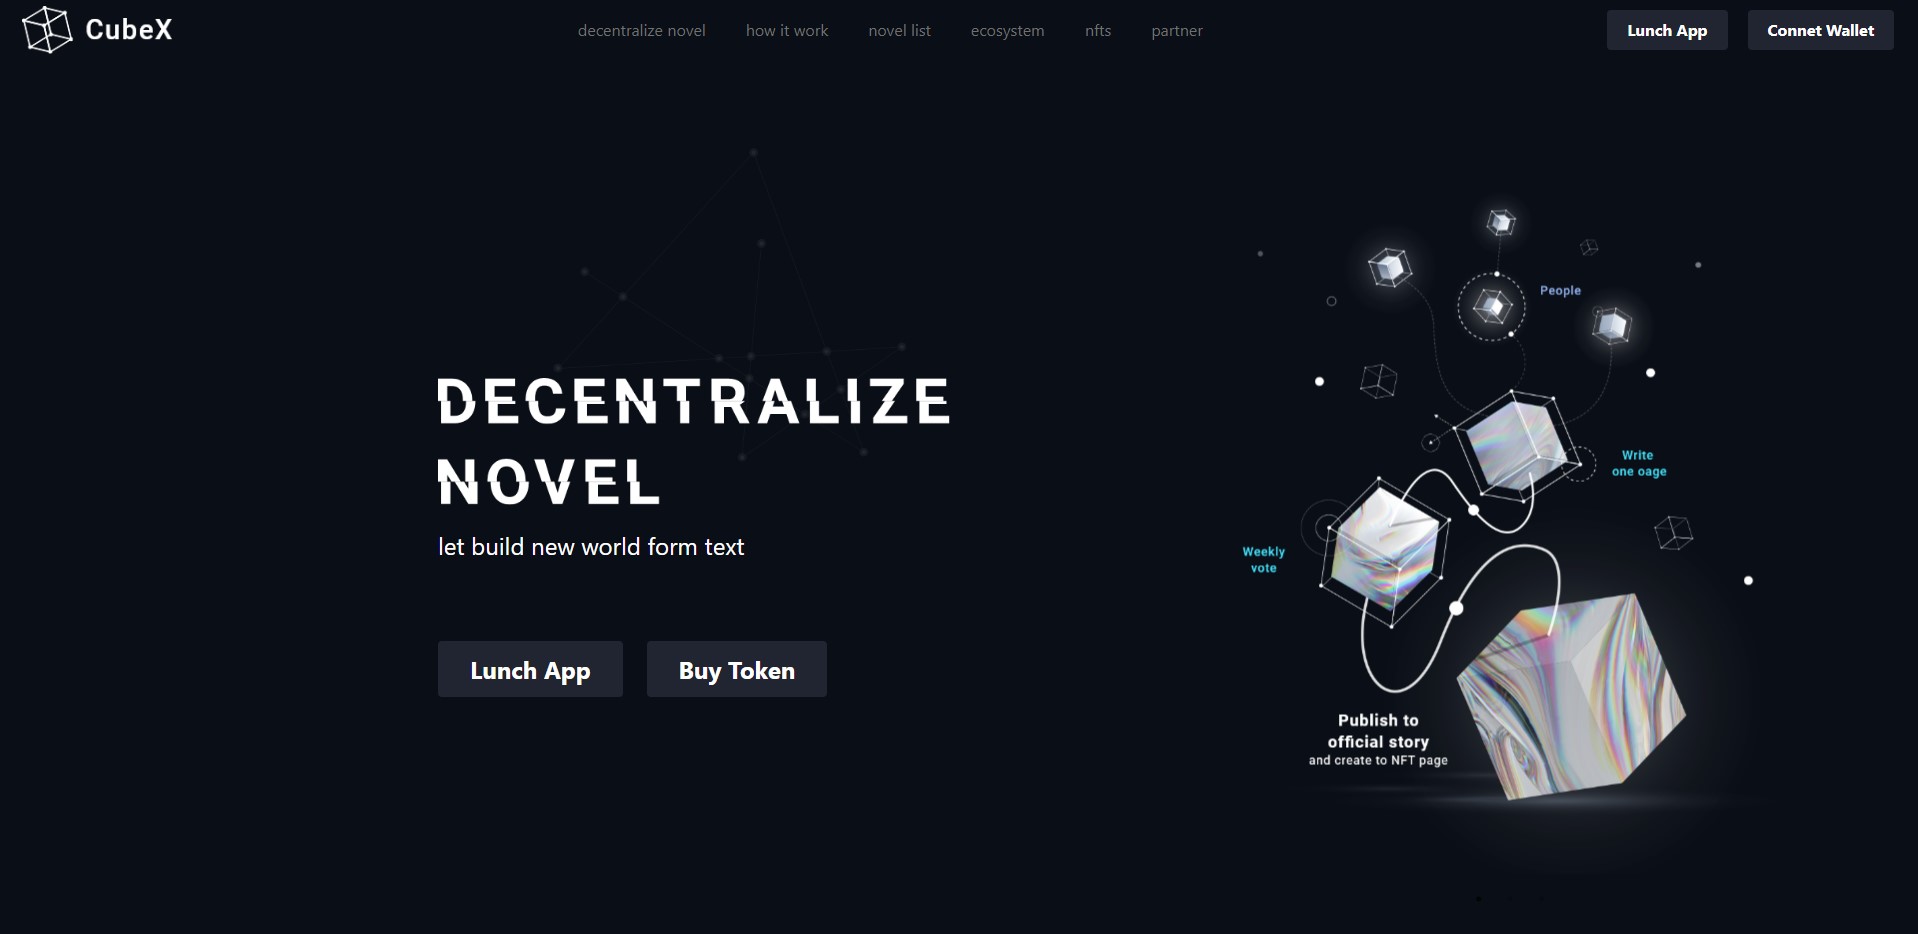 CubeX
decentralize novel
how it work
novel list
ecosystem
nfts
partner
Lunch App
Connet Wallet
DECENTRALIZE
NOVEL
let build new world form text
Lunch App
Buy Token
People
Write
one oage
Weekly
vote
Publish to
official story
and create to NFT page